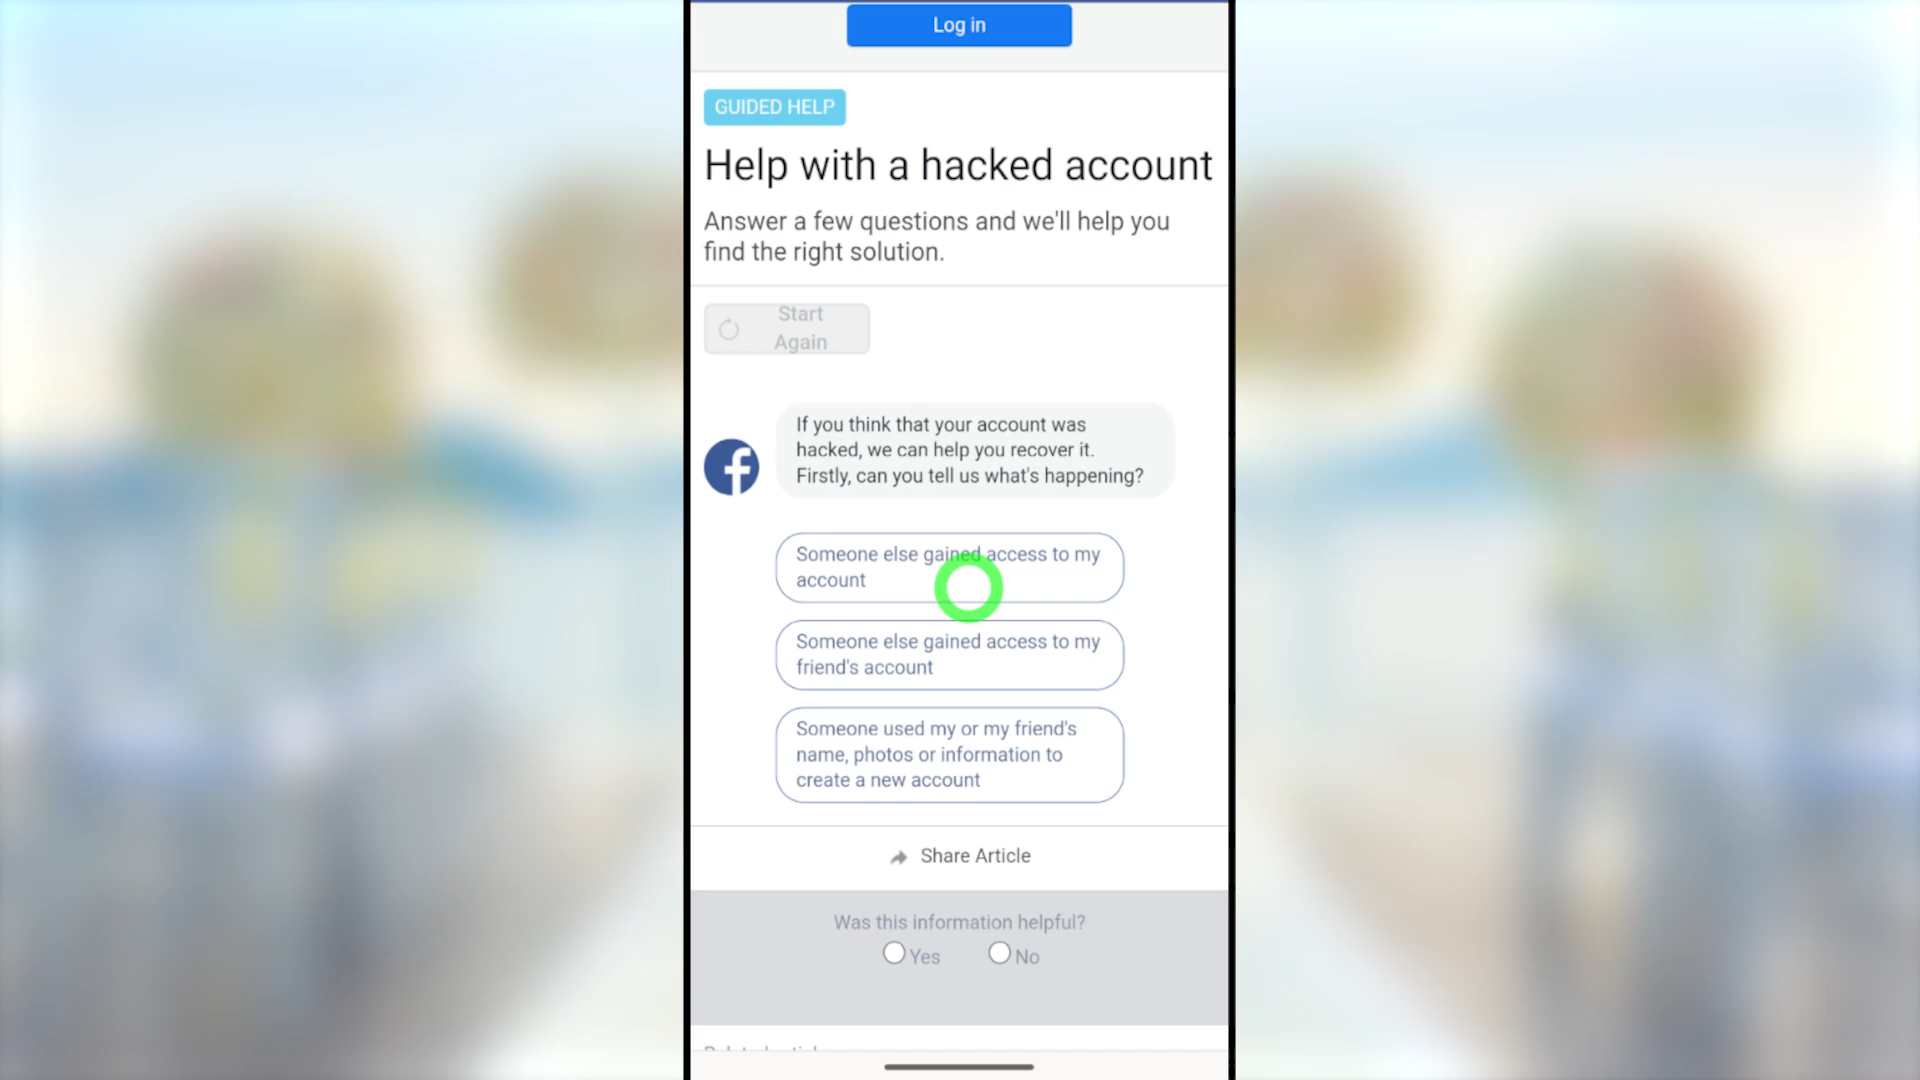 Log in
GUIDED HELP
Help with a hacked account
Answer a few questions and we'll help you
find the right solution.
Start
Again
If you think that your account was
hacked, we can help you recover it.
Firstly, can you tell us what's happening?
Someone else gained access to my
account
Someone else gained access to my
friend's account
Someone used my or my friend's
name, photos or information to
create a new account
Share Article
Was this information helpful?
Yes
No